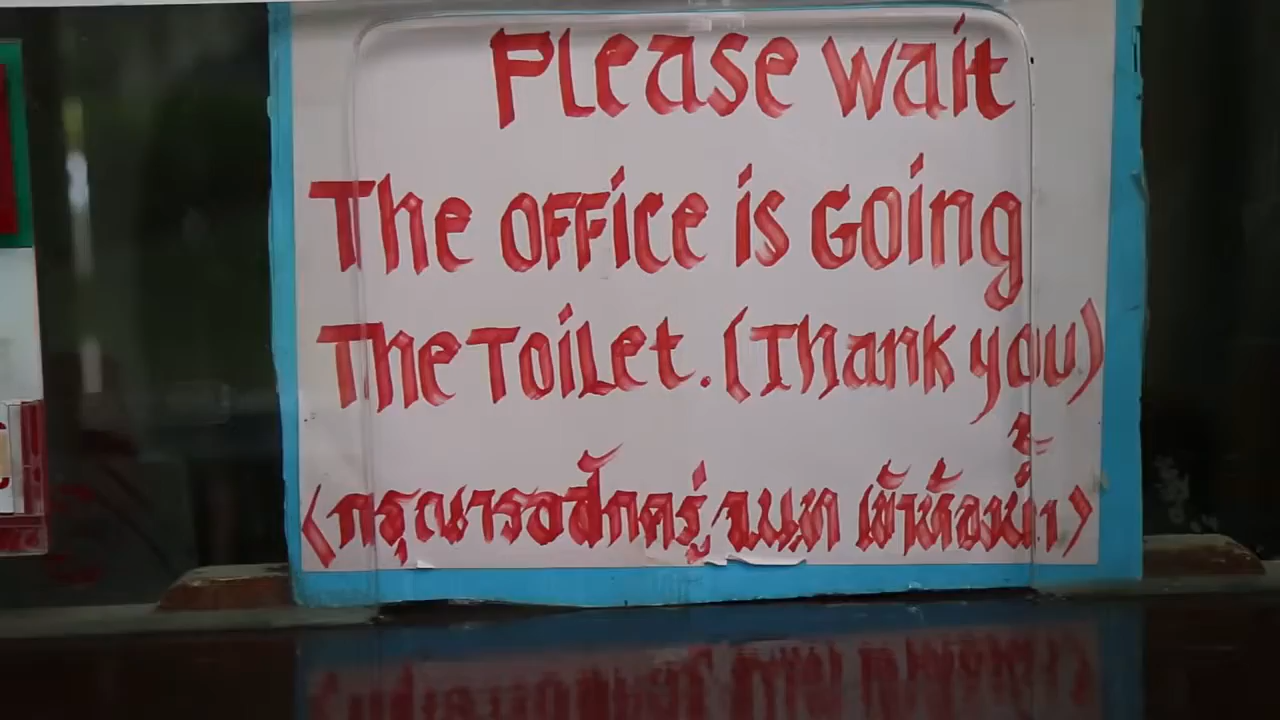 Please wait
The OFFice is Going
The ToiLet. (Thank you)
(กรุณารอสักครู่ จ.น.ท เข้าห้องน้ำ)